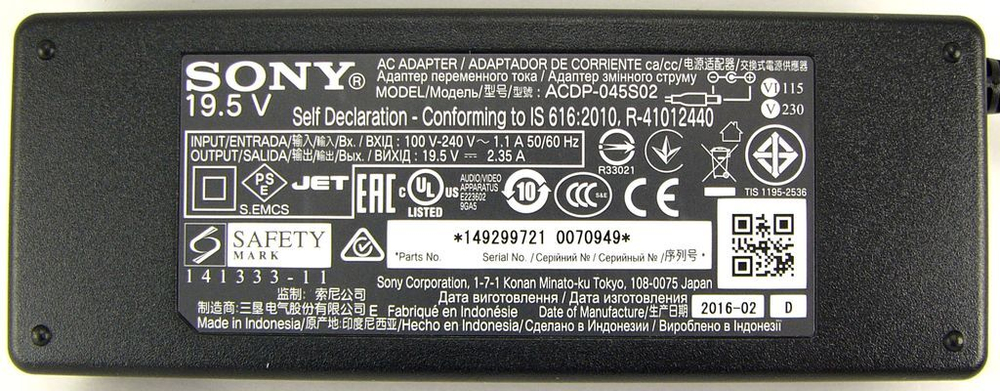 SONY®
19.5 V
AC ADAPTER / ADAPTADOR DE CORRIENTE ca/cc/电源适配器/交換式電源供應器
Адаптер переменного тока / Адаптер змінного струму
MODEL/Модель/型号/型號: ACDP-045S02
VI 115
V 230
Self Declaration - Conforming to IS 616:2010, R-41012440
INPUT/ENTRADA/输入/輸入/Вх. / ВХІД : 100 V-240 V~ 1.1 A 50/60 Hz
OUTPUT/SALIDA/输出/輸出/Вых. / ВИХІД : 19.5 V ⎓ 2.35 A
R33021
TIS 1195-2536
PS E
JET
S.EMCS
EAC
c UL US
LISTED
AUDIO/VIDEO
APPARATUS
E223602
9GA5
10
CCC S&E
CE
SAFETY
MARK
141333-11
*149299721 0070949*
*Parts No. Serial No. / Серійний № / Серийный № /序列号 *
Sony Corporation, 1-7-1 Konan Minato-ku Tokyo, 108-0075 Japan
监制: 索尼公司
Дата виготовлення / Дата изготовления
制造商: 三垦电气股份有限公司 E Fabriqué en Indonésie Date of Manufacture/生产日期 2016-02 D
Made in Indonesia/原产地:印度尼西亚/Hecho en Indonesia/Сделано в Индонезии / Вироблено в Індонезії